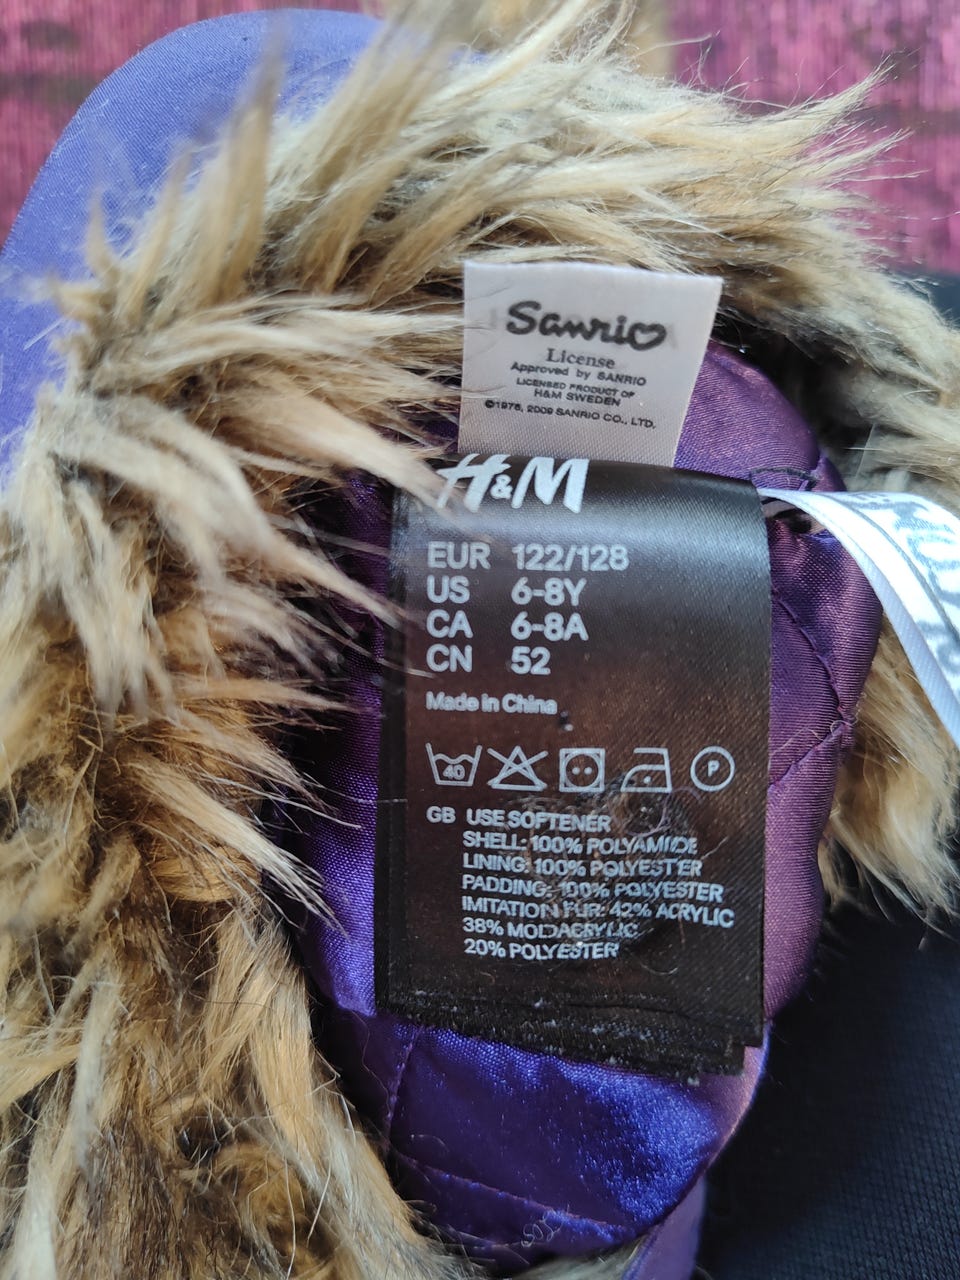 Sanrio
License
Approved by SANRIO
LICENSED PRODUCT OF
H&M SWEDEN
©1976, 2009 SANRIO CO., LTD.
H&M
EUR 122/128
US 6-8Y
CA 6-8A
CN 52
Made in China
40
P
GB USE SOFTENER
SHELL: 100% POLYAMIDE
LINING: 100% POLYESTER
PADDING: 100% POLYESTER
IMITATION FUR: 42% ACRYLIC
38% MODACRYLIC
20% POLYESTER